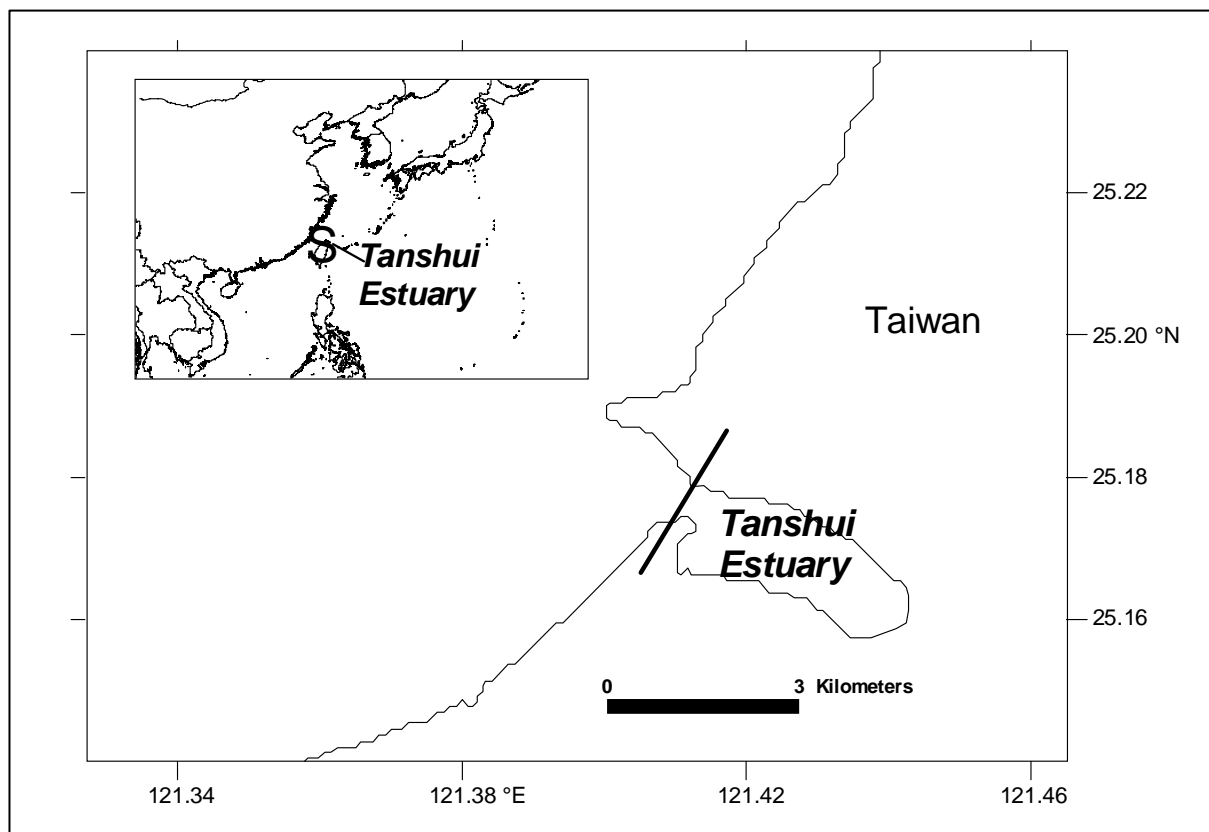 S
Tanshui
Estuary
25.22
Taiwan
25.20 °N
25.18
Tanshui
Estuary
25.16
0 3 Kilometers
121.34 121.38 °E 121.42 121.46